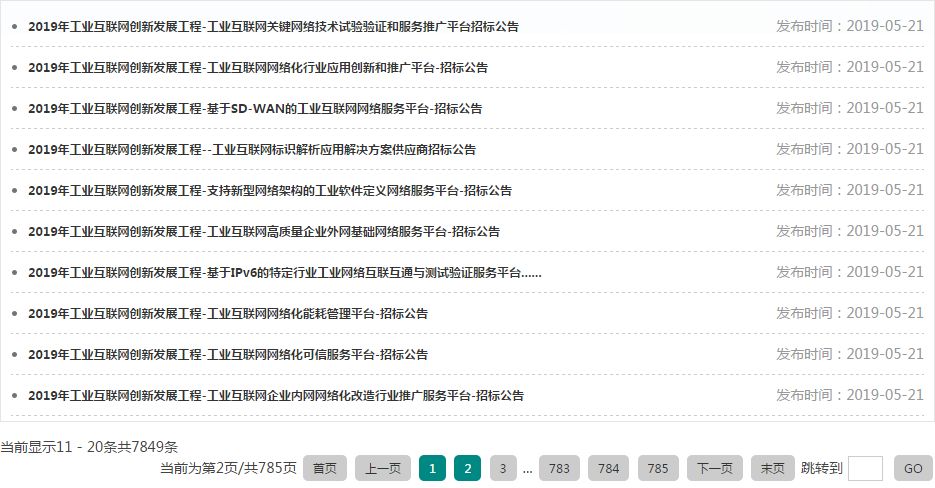 2019年工业互联网创新发展工程-工业互联网关键网络技术试验验证和服务推广平台招标公告 发布时间：2019-05-21
2019年工业互联网创新发展工程-工业互联网网络化行业应用创新和推广平台-招标公告 发布时间：2019-05-21
2019年工业互联网创新发展工程-基于SD-WAN的工业互联网网络服务平台-招标公告 发布时间：2019-05-21
2019年工业互联网创新发展工程--工业互联网标识解析应用解决方案供应商招标公告 发布时间：2019-05-21
2019年工业互联网创新发展工程-支持新型网络架构的工业软件定义网络服务平台-招标公告 发布时间：2019-05-21
2019年工业互联网创新发展工程-工业互联网高质量企业外网基础网络服务平台-招标公告 发布时间：2019-05-21
2019年工业互联网创新发展工程-基于IPv6的特定行业工业网络互联互通与测试验证服务平台...... 发布时间：2019-05-21
2019年工业互联网创新发展工程-工业互联网网络化能耗管理平台-招标公告 发布时间：2019-05-21
2019年工业互联网创新发展工程-工业互联网网络化可信服务平台-招标公告 发布时间：2019-05-21
2019年工业互联网创新发展工程-工业互联网企业内网网络化改造行业推广服务平台-招标公告 发布时间：2019-05-21
当前显示11 - 20条共7849条
当前为第2页/共785页 首页 上一页 1 2 3 ... 783 784 785 下一页 末页 跳转到 GO